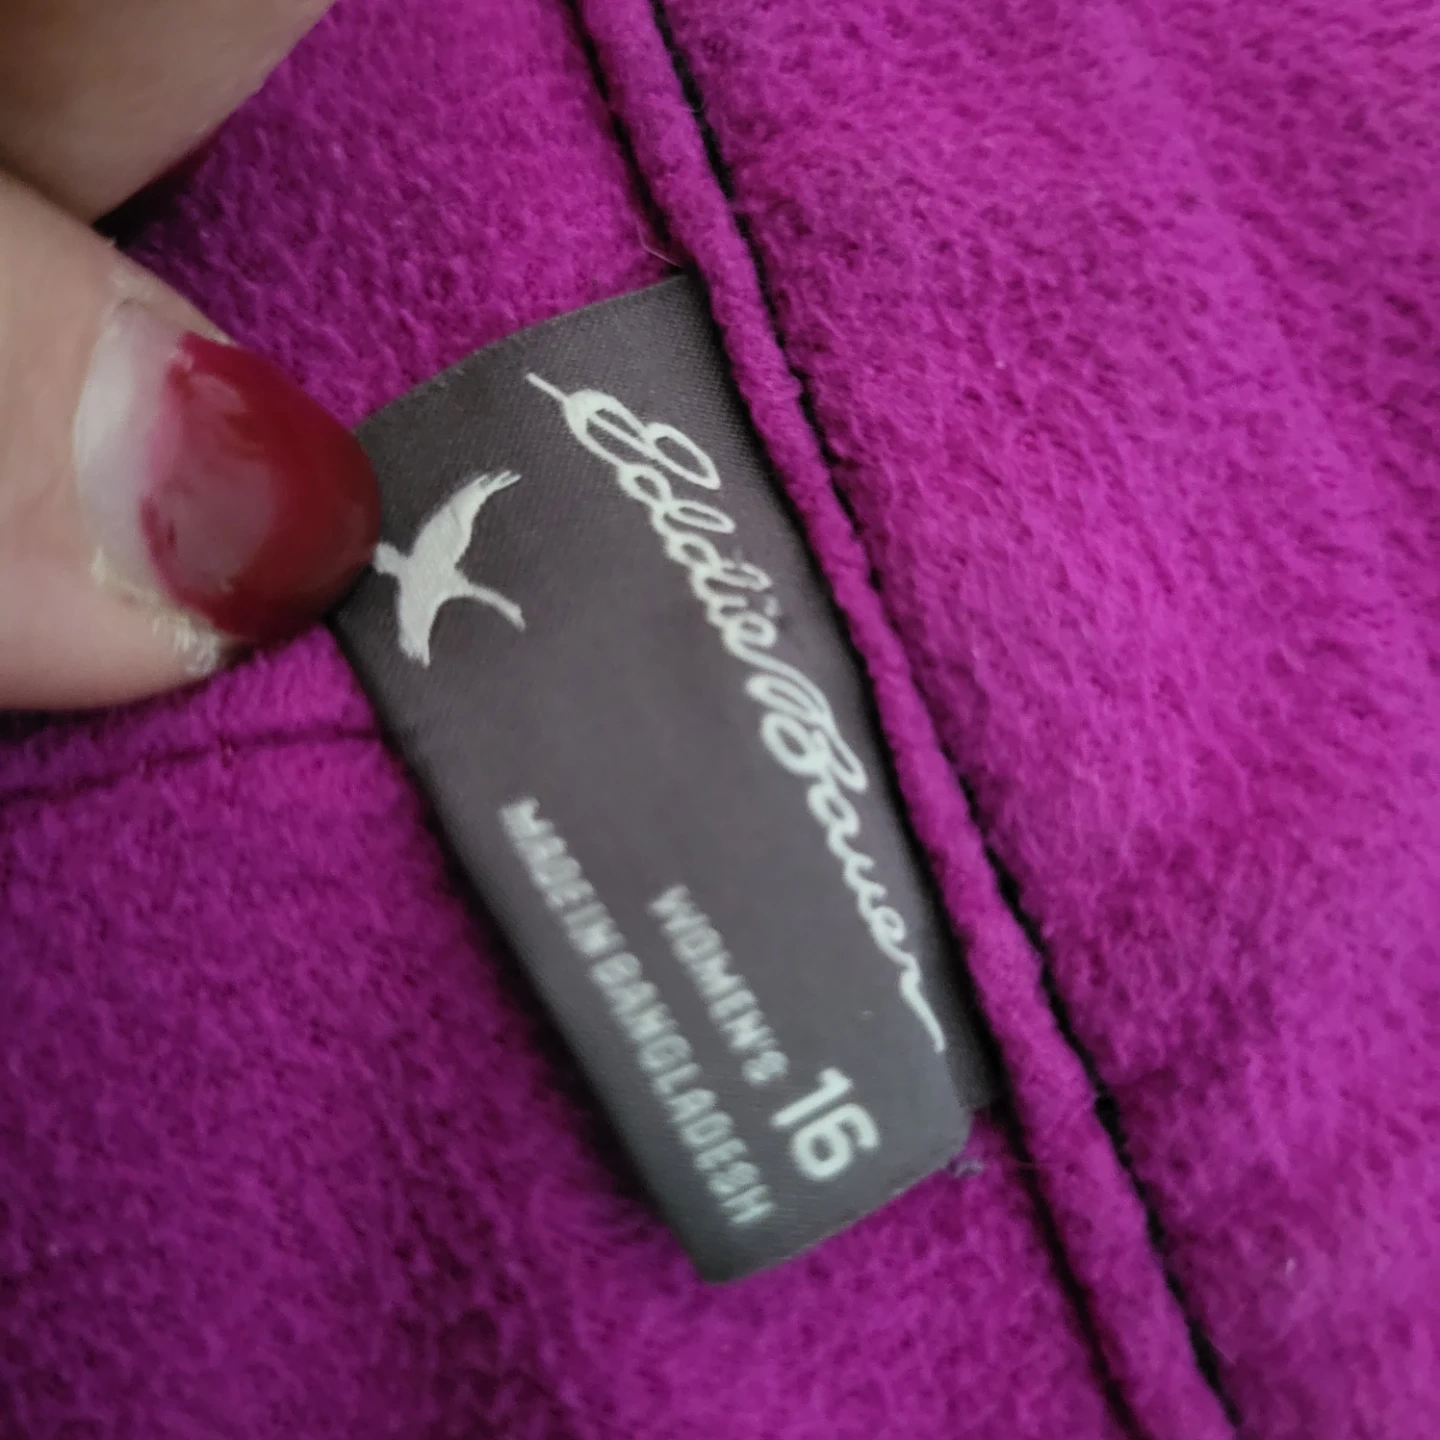 Eddie Bauer
WOMEN'S 16
MADE IN BANGLADESH